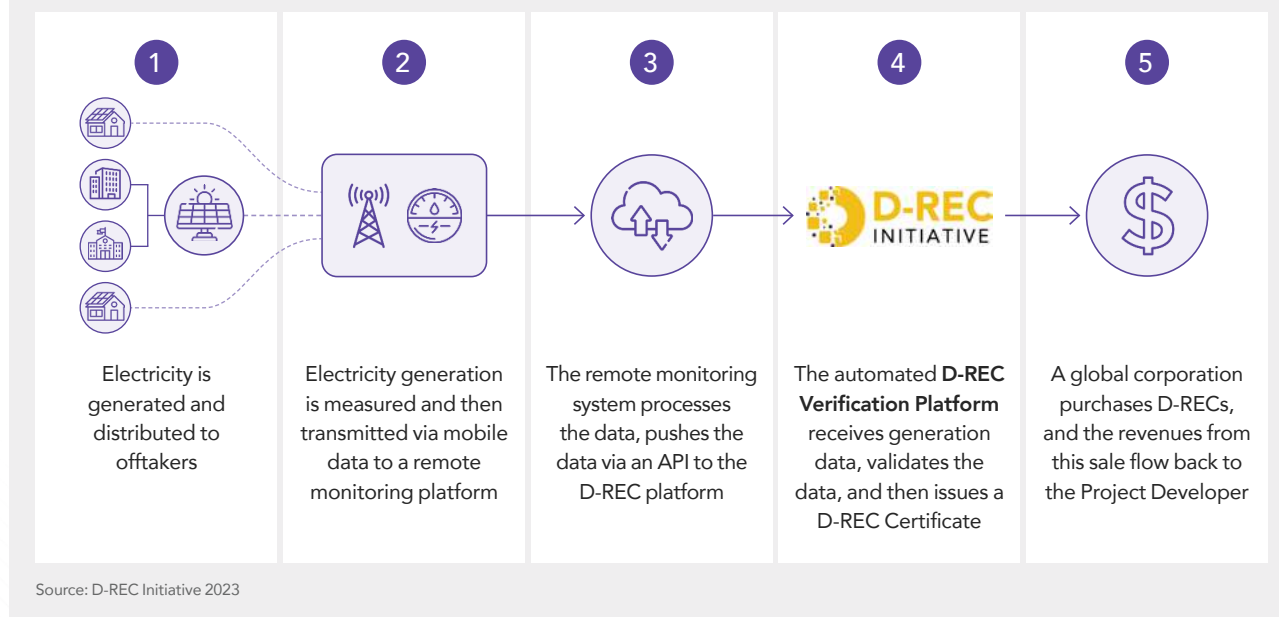 1
2
3
4
5
D-REC
INITIATIVE
Electricity is
generated and
distributed to
offtakers
Electricity generation
is measured and then
transmitted via mobile
data to a remote
monitoring platform
The remote monitoring
system processes
the data, pushes the
data via an API to the
D-REC platform
The automated D-REC
Verification Platform
receives generation
data, validates the
data, and then issues a
D-REC Certificate
A global corporation
purchases D-RECs,
and the revenues from
this sale flow back to
the Project Developer
Source: D-REC Initiative 2023